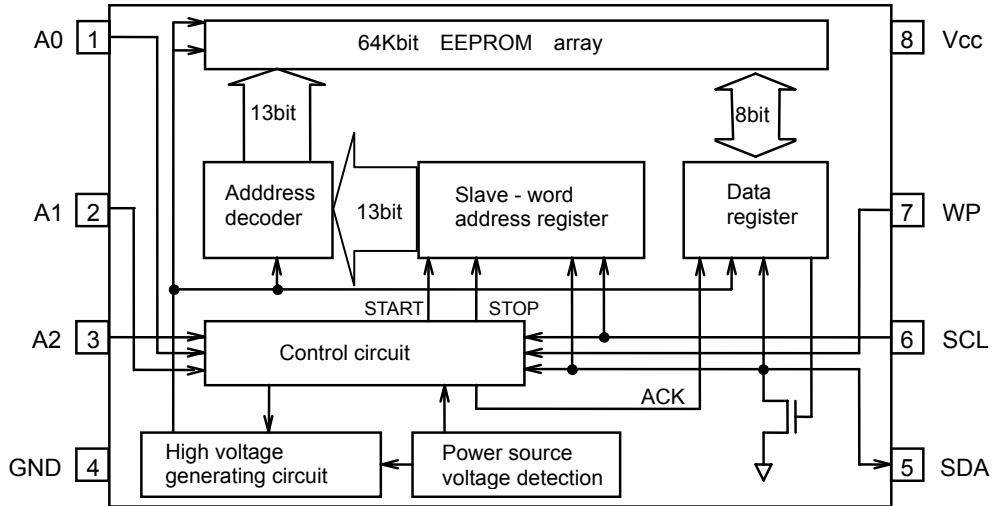 A0 1 64Kbit EEPROM array 8 Vcc
13bit 8bit
Adddress
decoder
13bit
Slave - word
address register
Data
register
A1 2 7 WP
START STOP
A2 3 Control circuit 6 SCL
ACK
High voltage
generating circuit
Power source
voltage detection
GND 4 5 SDA